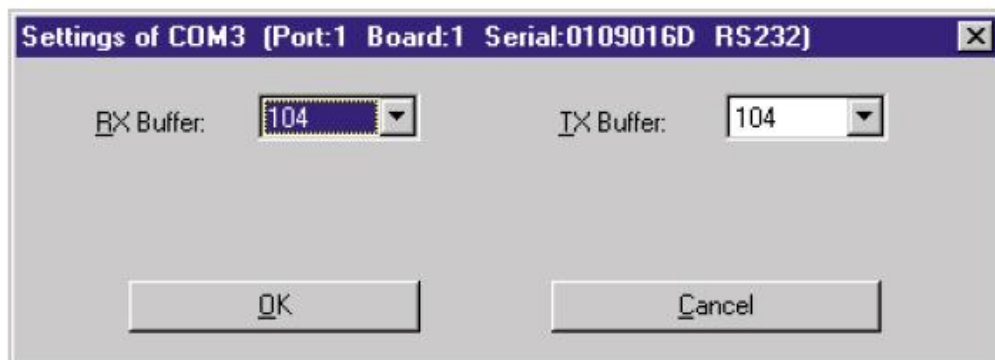 Settings of COM3 (Port:1 Board:1 Serial:0109016D RS232)
RX Buffer: 104 TX Buffer: 104
OK Cancel